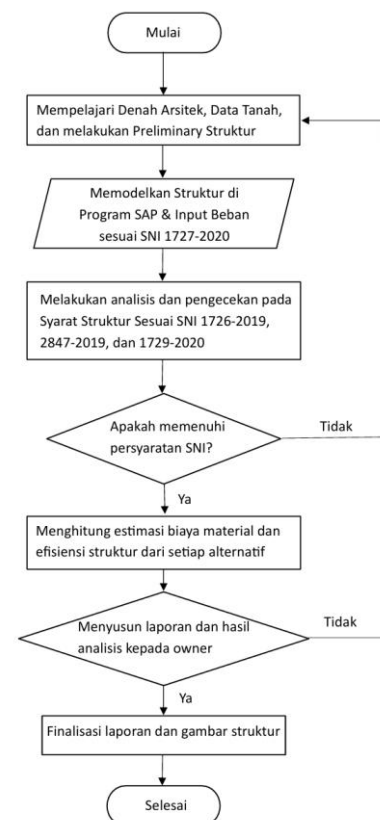 Mulai
Mempelajari Denah Arsitek, Data Tanah,
dan melakukan Preliminary Struktur
Memodelkan Struktur di
Program SAP & Input Beban
sesuai SNI 1727-2020
Melakukan analisis dan pengecekan pada
Syarat Struktur Sesuai SNI 1726-2019,
2847-2019, dan 1729-2020
Apakah memenuhi
persyaratan SNI?
Tidak
Ya
Menghitung estimasi biaya material dan
efisiensi struktur dari setiap alternatif
Menyusun laporan dan hasil
analisis kepada owner
Tidak
Ya
Finalisasi laporan dan gambar struktur
Selesai